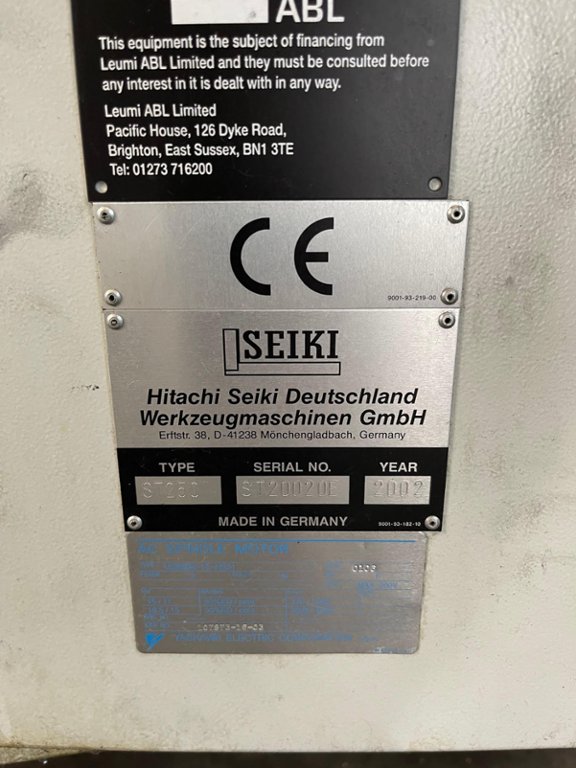 ABL
This equipment is the subject of financing from
Leumi ABL Limited and they must be consulted before
any interest in it is dealt with in any way.
Leumi ABL Limited
Pacific House, 126 Dyke Road,
Brighton, East Sussex, BN1 3TE
Tel: 01273 716200
CE
9001-93-219-00
SEIKI
Hitachi Seiki Deutschland
Werkzeugmaschinen GmbH
Erftstr. 38, D-41238 Mönchengladbach, Germany
TYPE SERIAL NO. YEAR
2002
MADE IN GERMANY
9001-93-182-10
AC SPINDLE MOTOR
0103
YASKAWA ELECTRIC CORPORATION